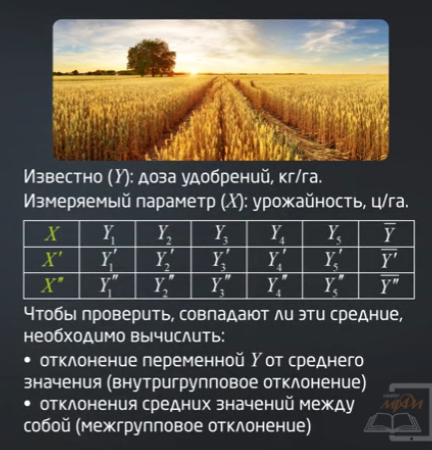 Известно (Y): доза удобрений, кг/га.
Измеряемый параметр (X): урожайность, ц/га.
X Y₁ Y₂ Y₃ Y₄ Y₅ Y̅
X′ Y₁′ Y₂′ Y₃′ Y₄′ Y₅′ Y̅′
X″ Y₁″ Y₂″ Y₃″ Y₄″ Y₅″ Y̅″
Чтобы проверить, совпадают ли эти средние,
необходимо вычислить:
• отклонение переменной Y от среднего
значения (внутригрупповое отклонение)
• отклонения средних значений между
собой (межгрупповое отклонение)